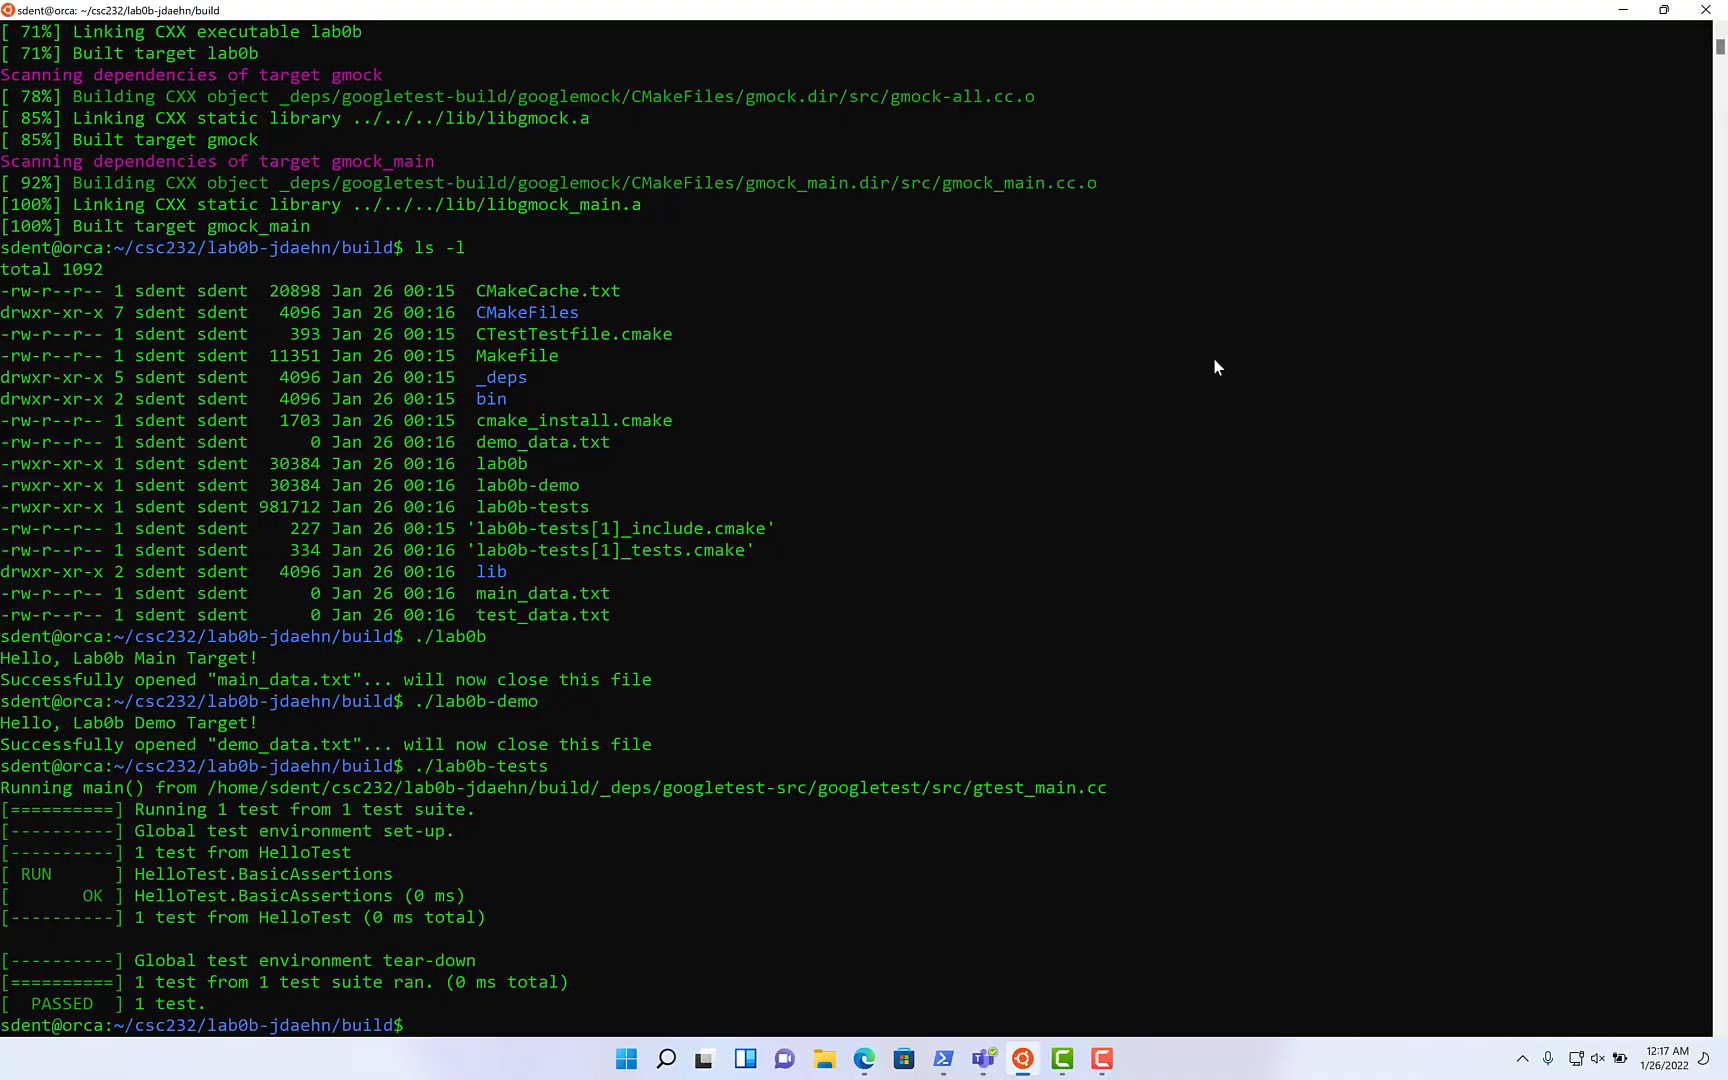 sdent@orca: ~/csc232/lab0b-jdaehn/build
[ 71%] Linking CXX executable lab0b
[ 71%] Built target lab0b
Scanning dependencies of target gmock
[ 78%] Building CXX object _deps/googletest-build/googlemock/CMakeFiles/gmock.dir/src/gmock-all.cc.o
[ 85%] Linking CXX static library ../../../lib/libgmock.a
[ 85%] Built target gmock
Scanning dependencies of target gmock_main
[ 92%] Building CXX object _deps/googletest-build/googlemock/CMakeFiles/gmock_main.dir/src/gmock_main.cc.o
[100%] Linking CXX static library ../../../lib/libgmock_main.a
[100%] Built target gmock_main
sdent@orca:~/csc232/lab0b-jdaehn/build$ ls -l
total 1092
-rw-r--r-- 1 sdent sdent  20898 Jan 26 00:15  CMakeCache.txt
drwxr-xr-x 7 sdent sdent   4096 Jan 26 00:16  CMakeFiles
-rw-r--r-- 1 sdent sdent    393 Jan 26 00:15  CTestTestfile.cmake
-rw-r--r-- 1 sdent sdent  11351 Jan 26 00:15  Makefile
drwxr-xr-x 5 sdent sdent   4096 Jan 26 00:15  _deps
drwxr-xr-x 2 sdent sdent   4096 Jan 26 00:15  bin
-rw-r--r-- 1 sdent sdent   1703 Jan 26 00:15  cmake_install.cmake
-rw-r--r-- 1 sdent sdent      0 Jan 26 00:16  demo_data.txt
-rwxr-xr-x 1 sdent sdent  30384 Jan 26 00:16  lab0b
-rwxr-xr-x 1 sdent sdent  30384 Jan 26 00:16  lab0b-demo
-rwxr-xr-x 1 sdent sdent 981712 Jan 26 00:16  lab0b-tests
-rw-r--r-- 1 sdent sdent    227 Jan 26 00:15 'lab0b-tests[1]_include.cmake'
-rw-r--r-- 1 sdent sdent    334 Jan 26 00:16 'lab0b-tests[1]_tests.cmake'
drwxr-xr-x 2 sdent sdent   4096 Jan 26 00:16  lib
-rw-r--r-- 1 sdent sdent      0 Jan 26 00:16  main_data.txt
-rw-r--r-- 1 sdent sdent      0 Jan 26 00:16  test_data.txt
sdent@orca:~/csc232/lab0b-jdaehn/build$ ./lab0b
Hello, Lab0b Main Target!
Successfully opened "main_data.txt"... will now close this file
sdent@orca:~/csc232/lab0b-jdaehn/build$ ./lab0b-demo
Hello, Lab0b Demo Target!
Successfully opened "demo_data.txt"... will now close this file
sdent@orca:~/csc232/lab0b-jdaehn/build$ ./lab0b-tests
Running main() from /home/sdent/csc232/lab0b-jdaehn/build/_deps/googletest-src/googletest/src/gtest_main.cc
[==========] Running 1 test from 1 test suite.
[----------] Global test environment set-up.
[----------] 1 test from HelloTest
[ RUN      ] HelloTest.BasicAssertions
[       OK ] HelloTest.BasicAssertions (0 ms)
[----------] 1 test from HelloTest (0 ms total)
[----------] Global test environment tear-down
[==========] 1 test from 1 test suite ran. (0 ms total)
[  PASSED  ] 1 test.
sdent@orca:~/csc232/lab0b-jdaehn/build$
12:17 AM
1/26/2022